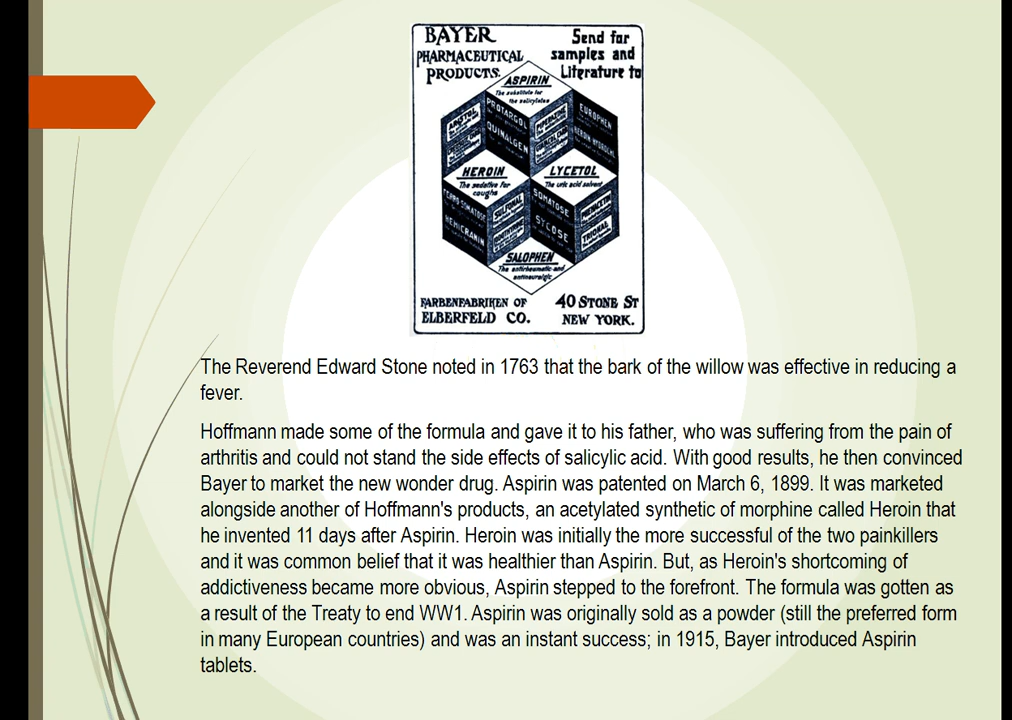 BAYER
PHARMACEUTICAL
PRODUCTS.
Send for
samples and
Literature to
ASPIRIN
The substitute for
the salicylates
PROTARGOL
QUINALGEN
EUROPHEN
HEROIN
The sedative for
coughs
LYCETOL
The uric acid solvent
FERRO-SOMATOSE
HEMICRANIN
SULFONAL
SOMATOSE
SYCOSE
PHENACETIN
TRIONAL
SALOPHEN
The antirheumatic and
antineuralgic
FARBENFABRIKEN OF
ELBERFELD CO.
40 STONE ST
NEW YORK.
The Reverend Edward Stone noted in 1763 that the bark of the willow was effective in reducing a
fever.
Hoffmann made some of the formula and gave it to his father, who was suffering from the pain of
arthritis and could not stand the side effects of salicylic acid. With good results, he then convinced
Bayer to market the new wonder drug. Aspirin was patented on March 6, 1899. It was marketed
alongside another of Hoffmann's products, an acetylated synthetic of morphine called Heroin that
he invented 11 days after Aspirin. Heroin was initially the more successful of the two painkillers
and it was common belief that it was healthier than Aspirin. But, as Heroin's shortcoming of
addictiveness became more obvious, Aspirin stepped to the forefront. The formula was gotten as
a result of the Treaty to end WW1. Aspirin was originally sold as a powder (still the preferred form
in many European countries) and was an instant success; in 1915, Bayer introduced Aspirin
tablets.